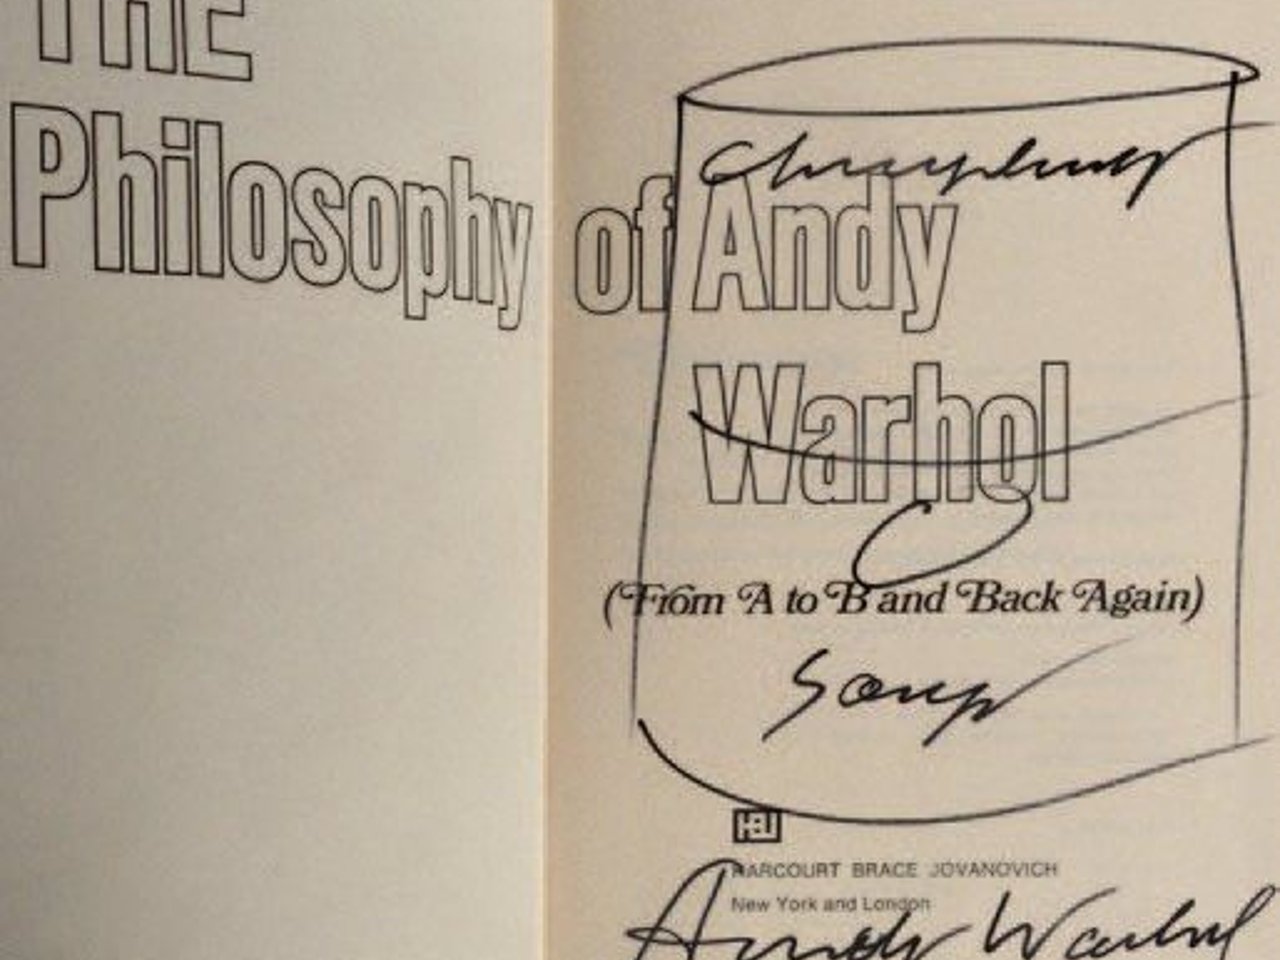 THE
Philosophy of Andy
Warhol
(From A to B and Back Again)
Soup
HBJ
HARCOURT BRACE JOVANOVICH
New York and London
Andy Warhol